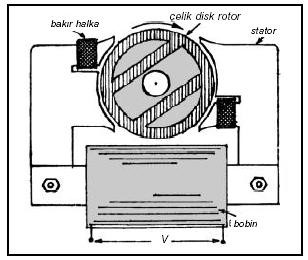 bakır halka
çelik disk rotor
stator
bobin
V